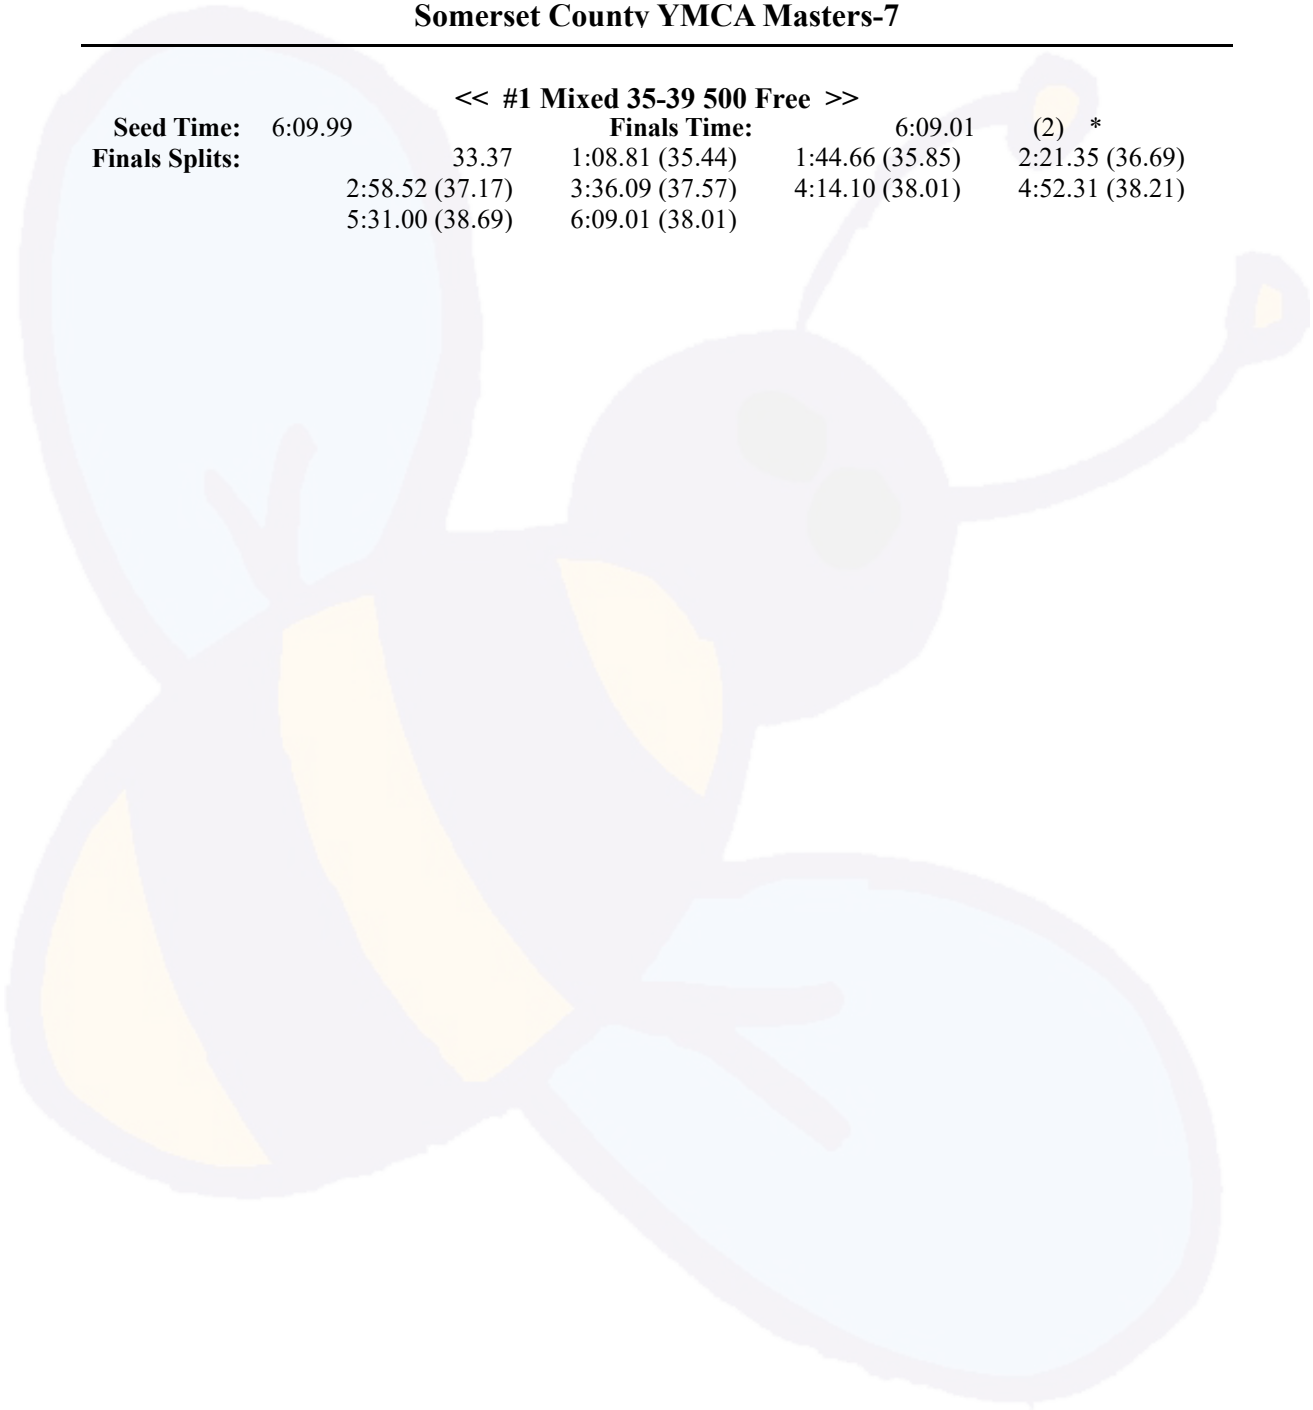 Somerset County YMCA Masters-7
<< #1 Mixed 35-39 500 Free >>
Seed Time: 6:09.99 Finals Time: 6:09.01 (2) *
Finals Splits: 33.37 1:08.81 (35.44) 1:44.66 (35.85) 2:21.35 (36.69)
2:58.52 (37.17) 3:36.09 (37.57) 4:14.10 (38.01) 4:52.31 (38.21)
5:31.00 (38.69) 6:09.01 (38.01)